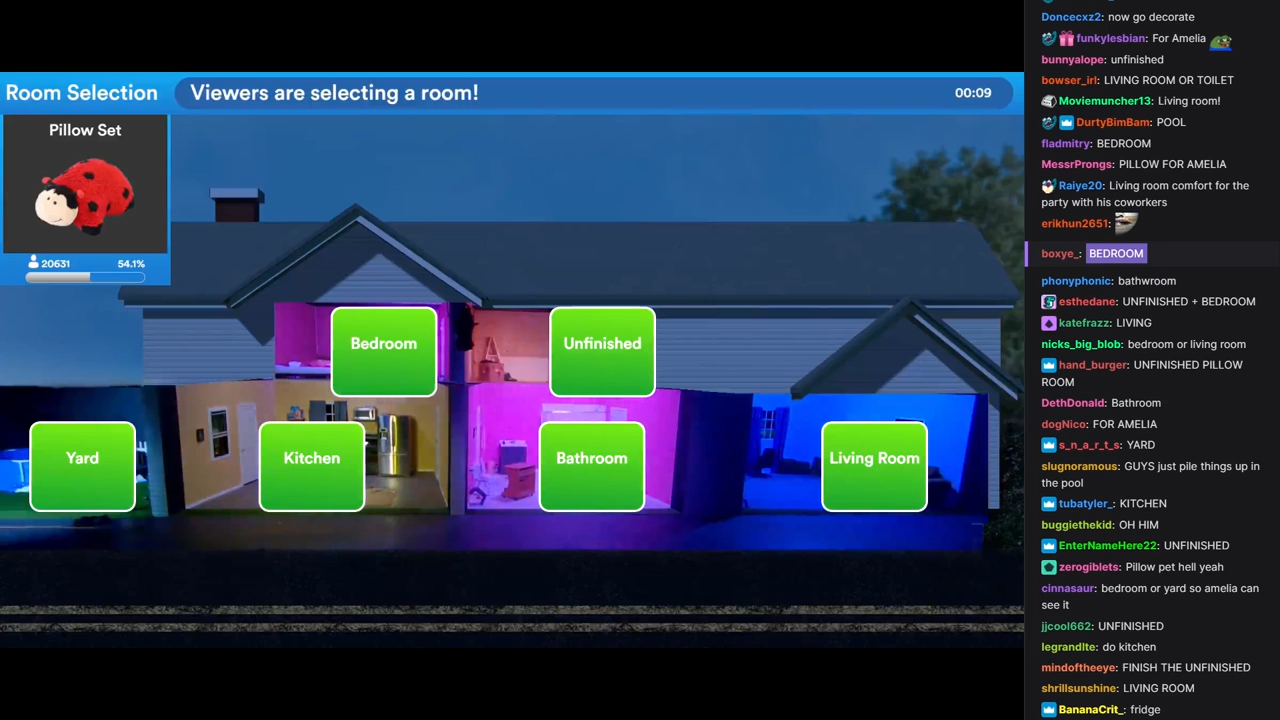 Room Selection
Viewers are selecting a room!
00:09
Pillow Set
20631
54.1%
Bedroom
Unfinished
Yard
Kitchen
Bathroom
Living Room
Doncecxz2: now go decorate
funkylesbian: For Amelia
bunnyalope: unfinished
bowser_irl: LIVING ROOM OR TOILET
Moviemuncher13: Living room!
DurtyBimBam: POOL
fladmitry: BEDROOM
MessrProngs: PILLOW FOR AMELIA
Raiye20: Living room comfort for the
party with his coworkers
erikhun2651:
boxye_: BEDROOM
phonyphonic: bathwroom
esthedane: UNFINISHED + BEDROOM
katefrazz: LIVING
nicks_big_blob: bedroom or living room
hand_burger: UNFINISHED PILLOW
ROOM
DethDonald: Bathroom
dogNico: FOR AMELIA
s_n_a_r_t_s: YARD
slugnoramous: GUYS just pile things up in
the pool
tubatyler_: KITCHEN
buggiethekid: OH HIM
EnterNameHere22: UNFINISHED
zerogiblets: Pillow pet hell yeah
cinnasaur: bedroom or yard so amelia can
see it
jjcool662: UNFINISHED
legrandlte: do kitchen
mindoftheeye: FINISH THE UNFINISHED
shrillsunshine: LIVING ROOM
BananaCrit_: fridge